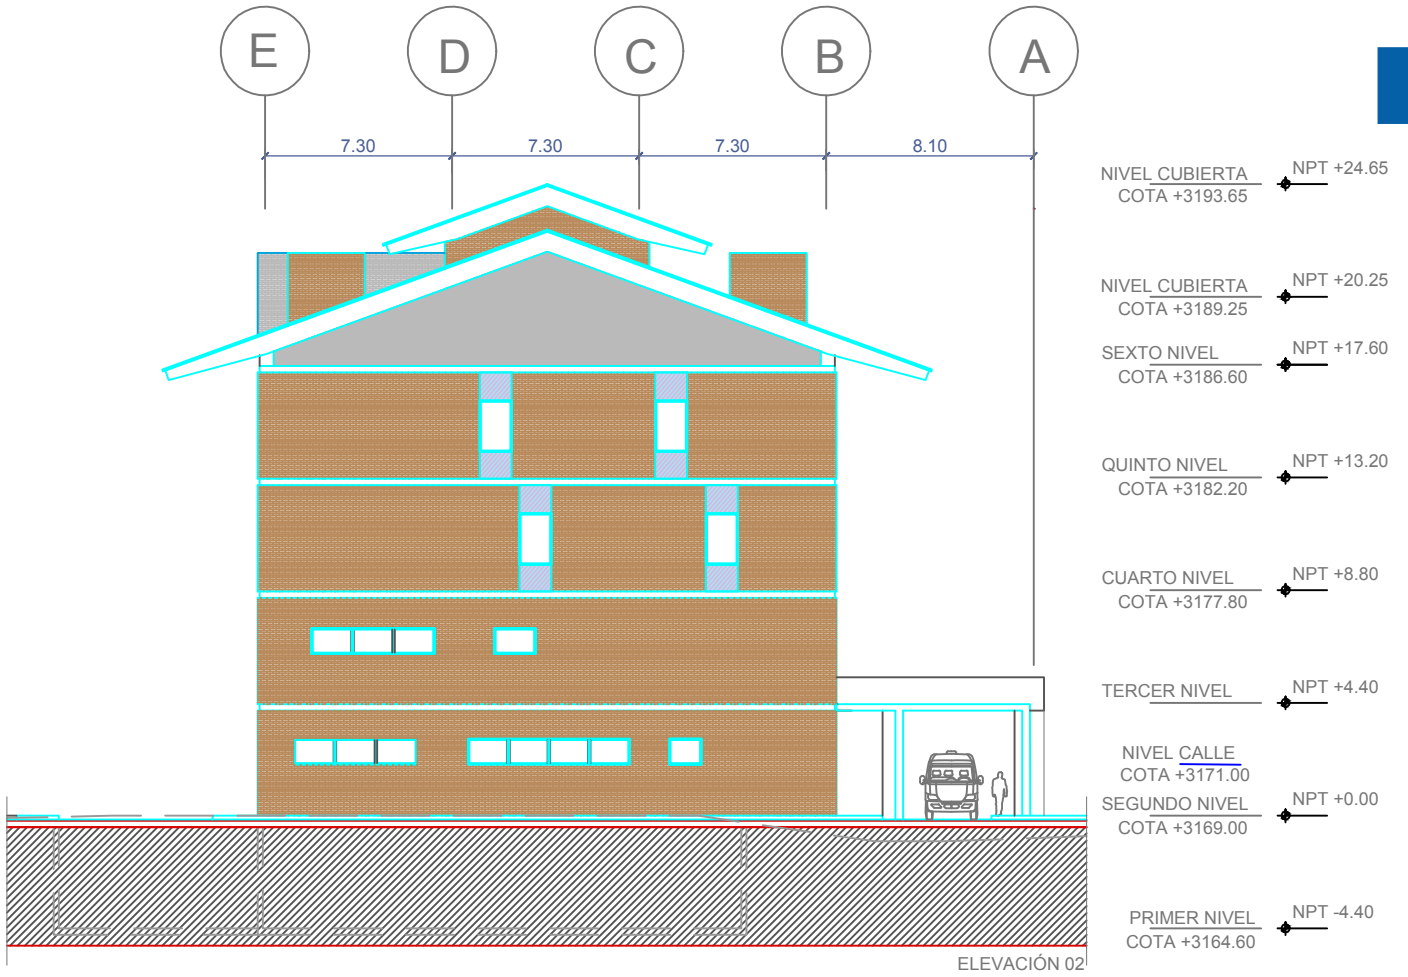 E D C B A
7.30 7.30 7.30 8.10
NIVEL CUBIERTA NPT +24.65
COTA +3193.65
NIVEL CUBIERTA NPT +20.25
COTA +3189.25
SEXTO NIVEL NPT +17.60
COTA +3186.60
QUINTO NIVEL NPT +13.20
COTA +3182.20
CUARTO NIVEL NPT +8.80
COTA +3177.80
TERCER NIVEL NPT +4.40
NIVEL CALLE
COTA +3171.00
SEGUNDO NIVEL NPT +0.00
COTA +3169.00
PRIMER NIVEL NPT -4.40
COTA +3164.60
ELEVACIÓN 02